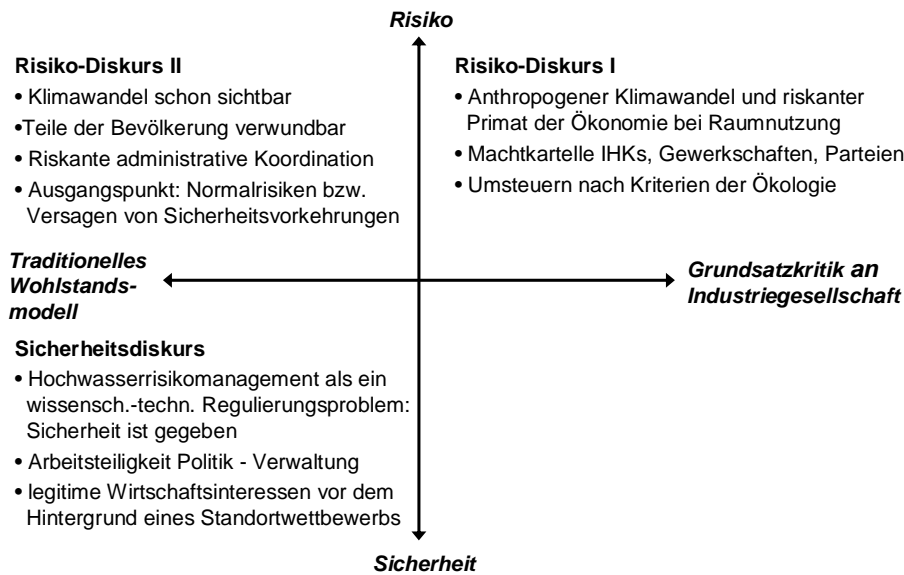 Risiko
Risiko-Diskurs II
• Klimawandel schon sichtbar
•Teile der Bevölkerung verwundbar
• Riskante administrative Koordination
• Ausgangspunkt: Normalrisiken bzw.
Versagen von Sicherheitsvorkehrungen
Risiko-Diskurs I
• Anthropogener Klimawandel und riskanter
Primat der Ökonomie bei Raumnutzung
• Machtkartelle IHKs, Gewerkschaften, Parteien
• Umsteuern nach Kriterien der Ökologie
Traditionelles
Wohlstands-
modell
Grundsatzkritik an
Industriegesellschaft
Sicherheitsdiskurs
• Hochwasserrisikomanagement als ein
wissensch.-techn. Regulierungsproblem:
Sicherheit ist gegeben
• Arbeitsteiligkeit Politik - Verwaltung
• legitime Wirtschaftsinteressen vor dem
Hintergrund eines Standortwettbewerbs
Sicherheit